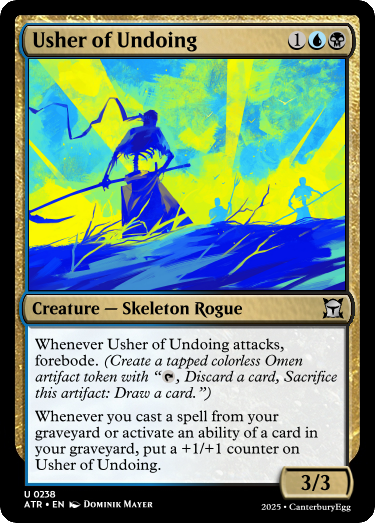 Usher of Undoing 1
Creature — Skeleton Rogue
Whenever Usher of Undoing attacks,
forebode. (Create a tapped colorless Omen
artifact token with “, Discard a card, Sacrifice
this artifact: Draw a card.”)
Whenever you cast a spell from your
graveyard or activate an ability of a card in
your graveyard, put a +1/+1 counter on
Usher of Undoing.
3/3
U 0238
ATR • EN Dominik Mayer
2025 • CanterburyEgg